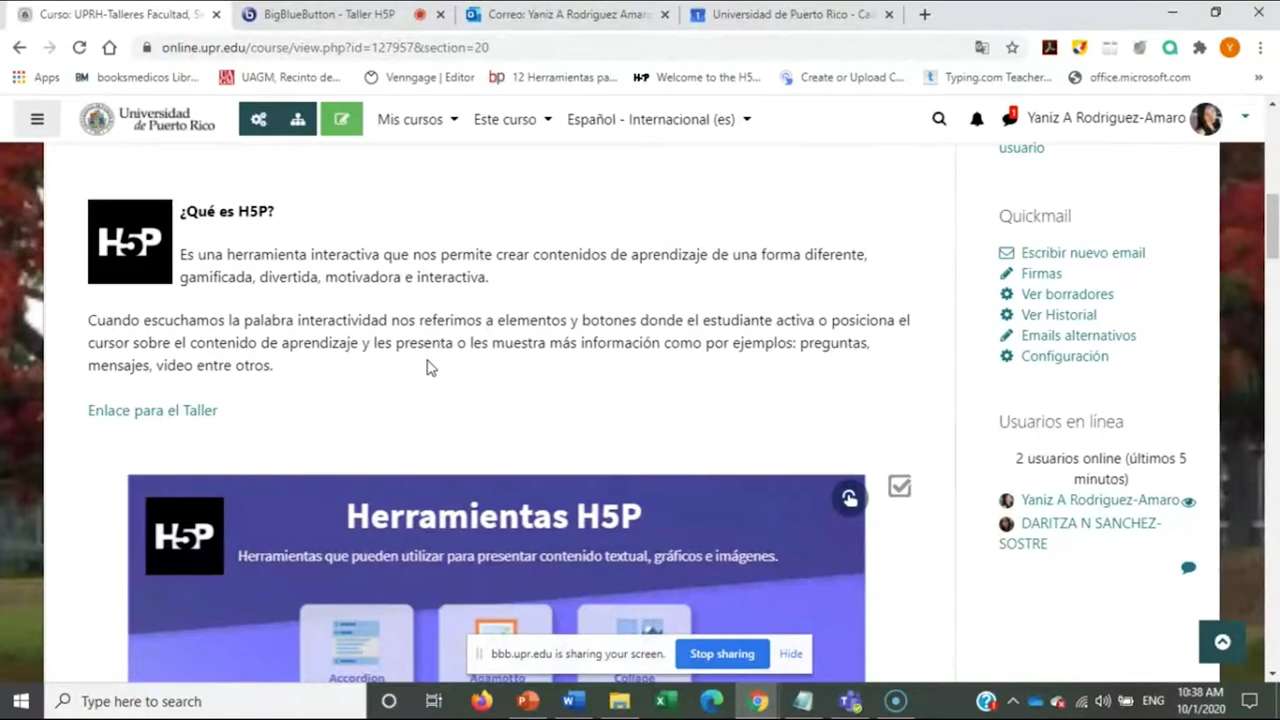 Curso: UPRH-Talleres Facultad, Se
BigBlueButton - Taller H5P
Correo: Yaniz A Rodriguez Amar
Universidad de Puerto Rico - Ca
online.upr.edu/course/view.php?id=127957&section=20
Apps
booksmedicos Libr...
UAGM, Recinto de...
Venngage | Editor
12 Herramientas pa...
Welcome to the H5...
Create or Upload C...
Typing.com Teacher...
office.microsoft.com
Universidad de Puerto Rico
Mis cursos
Este curso
Español - Internacional (es)
Yaniz A Rodriguez-Amaro
usuario
H5P
¿Qué es H5P?
Es una herramienta interactiva que nos permite crear contenidos de aprendizaje de una forma diferente,
gamificada, divertida, motivadora e interactiva.
Cuando escuchamos la palabra interactividad nos referimos a elementos y botones donde el estudiante activa o posiciona el
cursor sobre el contenido de aprendizaje y les presenta o les muestra más información como por ejemplos: preguntas,
mensajes, video entre otros.
Enlace para el Taller
H5P
Herramientas H5P
Herramientas que pueden utilizar para presentar contenido textual, gráficos e imágenes.
Accordion
Agamotto
Collage
Quickmail
Escribir nuevo email
Firmas
Ver borradores
Ver Historial
Emails alternativos
Configuración
Usuarios en línea
2 usuarios online (últimos 5
minutos)
Yaniz A Rodriguez-Amaro
DARITZA N SANCHEZ-
SOSTRE
bbb.upr.edu is sharing your screen.
Stop sharing
Hide
Type here to search
ENG
10:38 AM
10/1/2020